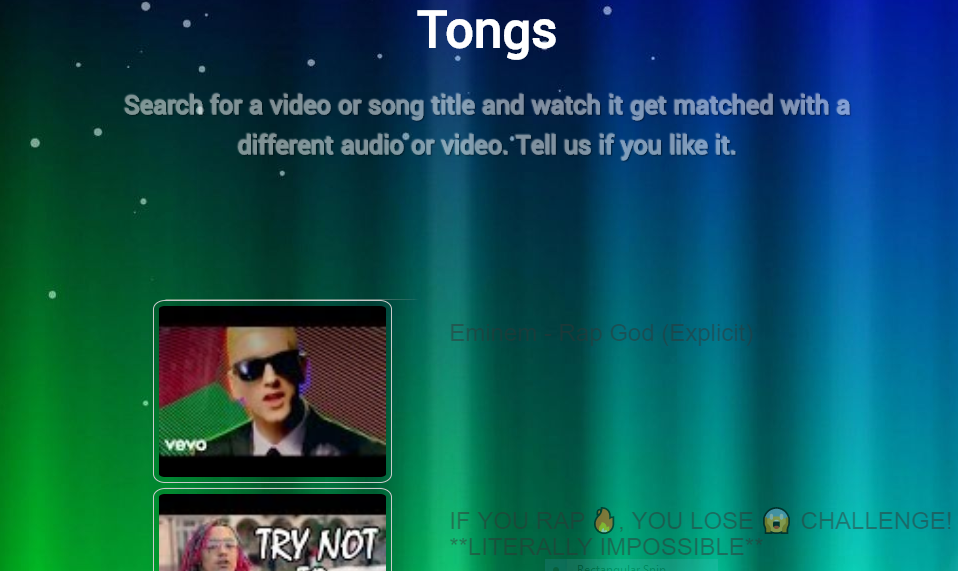 Tongs
Search for a video or song title and watch it get matched with a
different audio or video. Tell us if you like it.
Eminem - Rap God (Explicit)
vevo
IF YOU RAP 🔥, YOU LOSE 😱 CHALLENGE!
**LITERALLY IMPOSSIBLE**
TRY NOT
Rectangular Snip